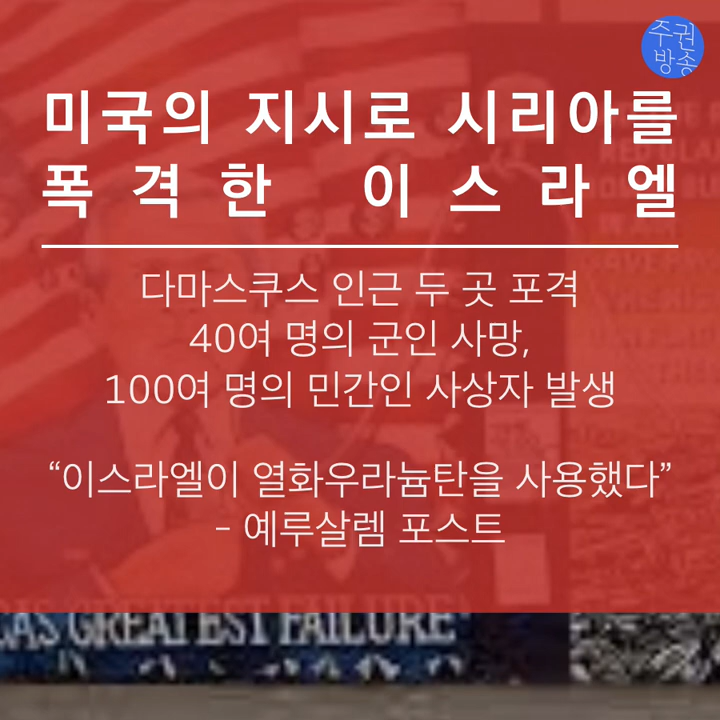 주권
방송
미국의 지시로 시리아를
폭격한 이스라엘
다마스쿠스 인근 두 곳 포격
40여 명의 군인 사망,
100여 명의 민간인 사상자 발생
“이스라엘이 열화우라늄탄을 사용했다”
- 예루살렘 포스트
GREATEST FAILURE